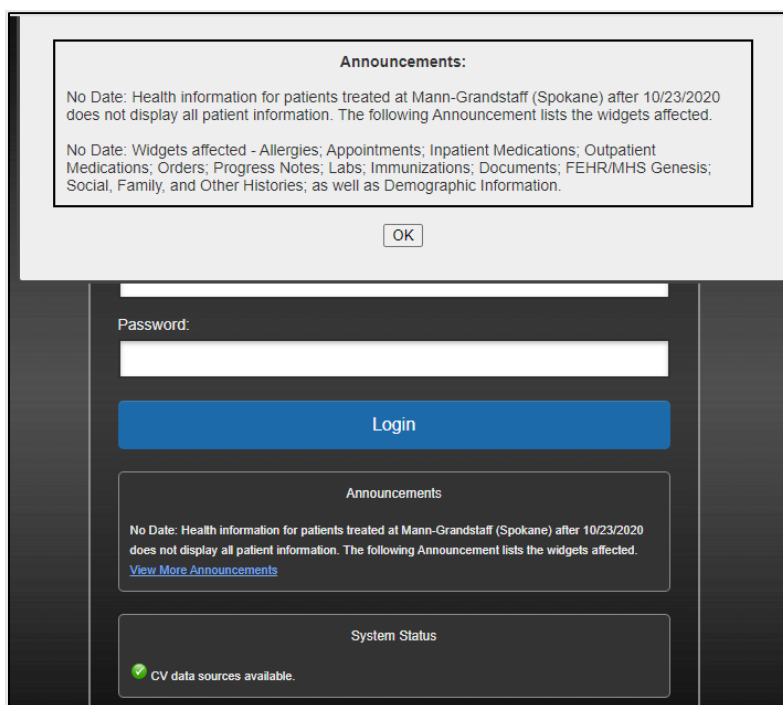 Announcements:
No Date: Health information for patients treated at Mann-Grandstaff (Spokane) after 10/23/2020
does not display all patient information. The following Announcement lists the widgets affected.
No Date: Widgets affected - Allergies; Appointments; Inpatient Medications; Outpatient
Medications; Orders; Progress Notes; Labs; Immunizations; Documents; FEHR/MHS Genesis;
Social, Family, and Other Histories; as well as Demographic Information.
OK
Password:
Login
Announcements
No Date: Health information for patients treated at Mann-Grandstaff (Spokane) after 10/23/2020
does not display all patient information. The following Announcement lists the widgets affected.
View More Announcements
System Status
CV data sources available.